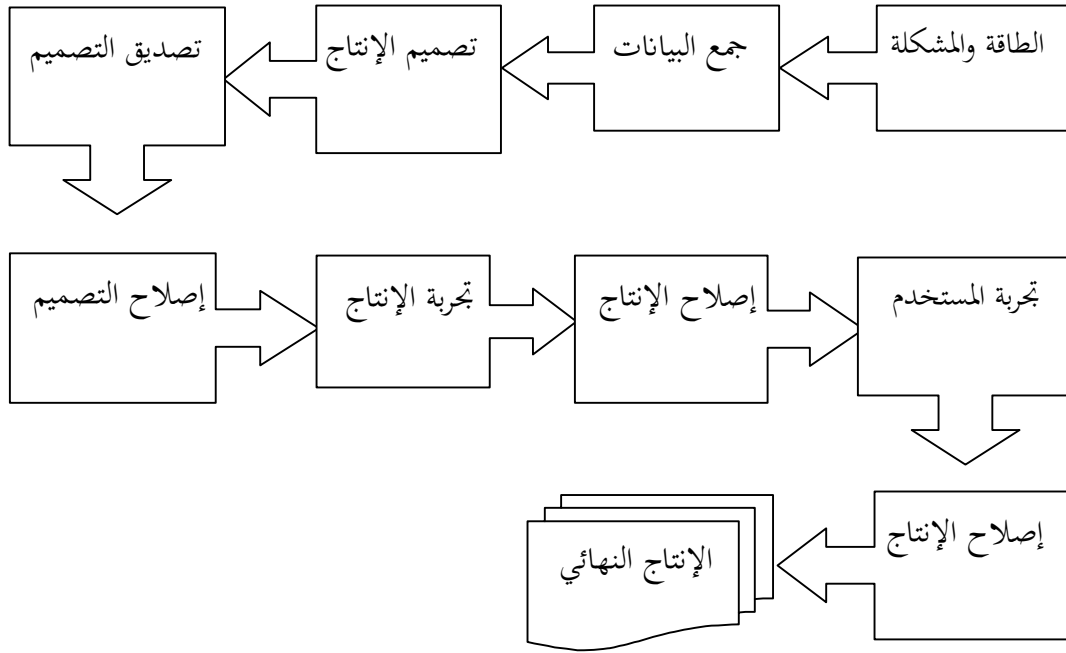 الطاقة والمشكلة
جمع البيانات
تصميم الإنتاج
تصديق التصميم
إصلاح التصميم
تجربة الإنتاج
إصلاح الإنتاج
تجربة المستخدم
إصلاح الإنتاج
الإنتاج النهائي